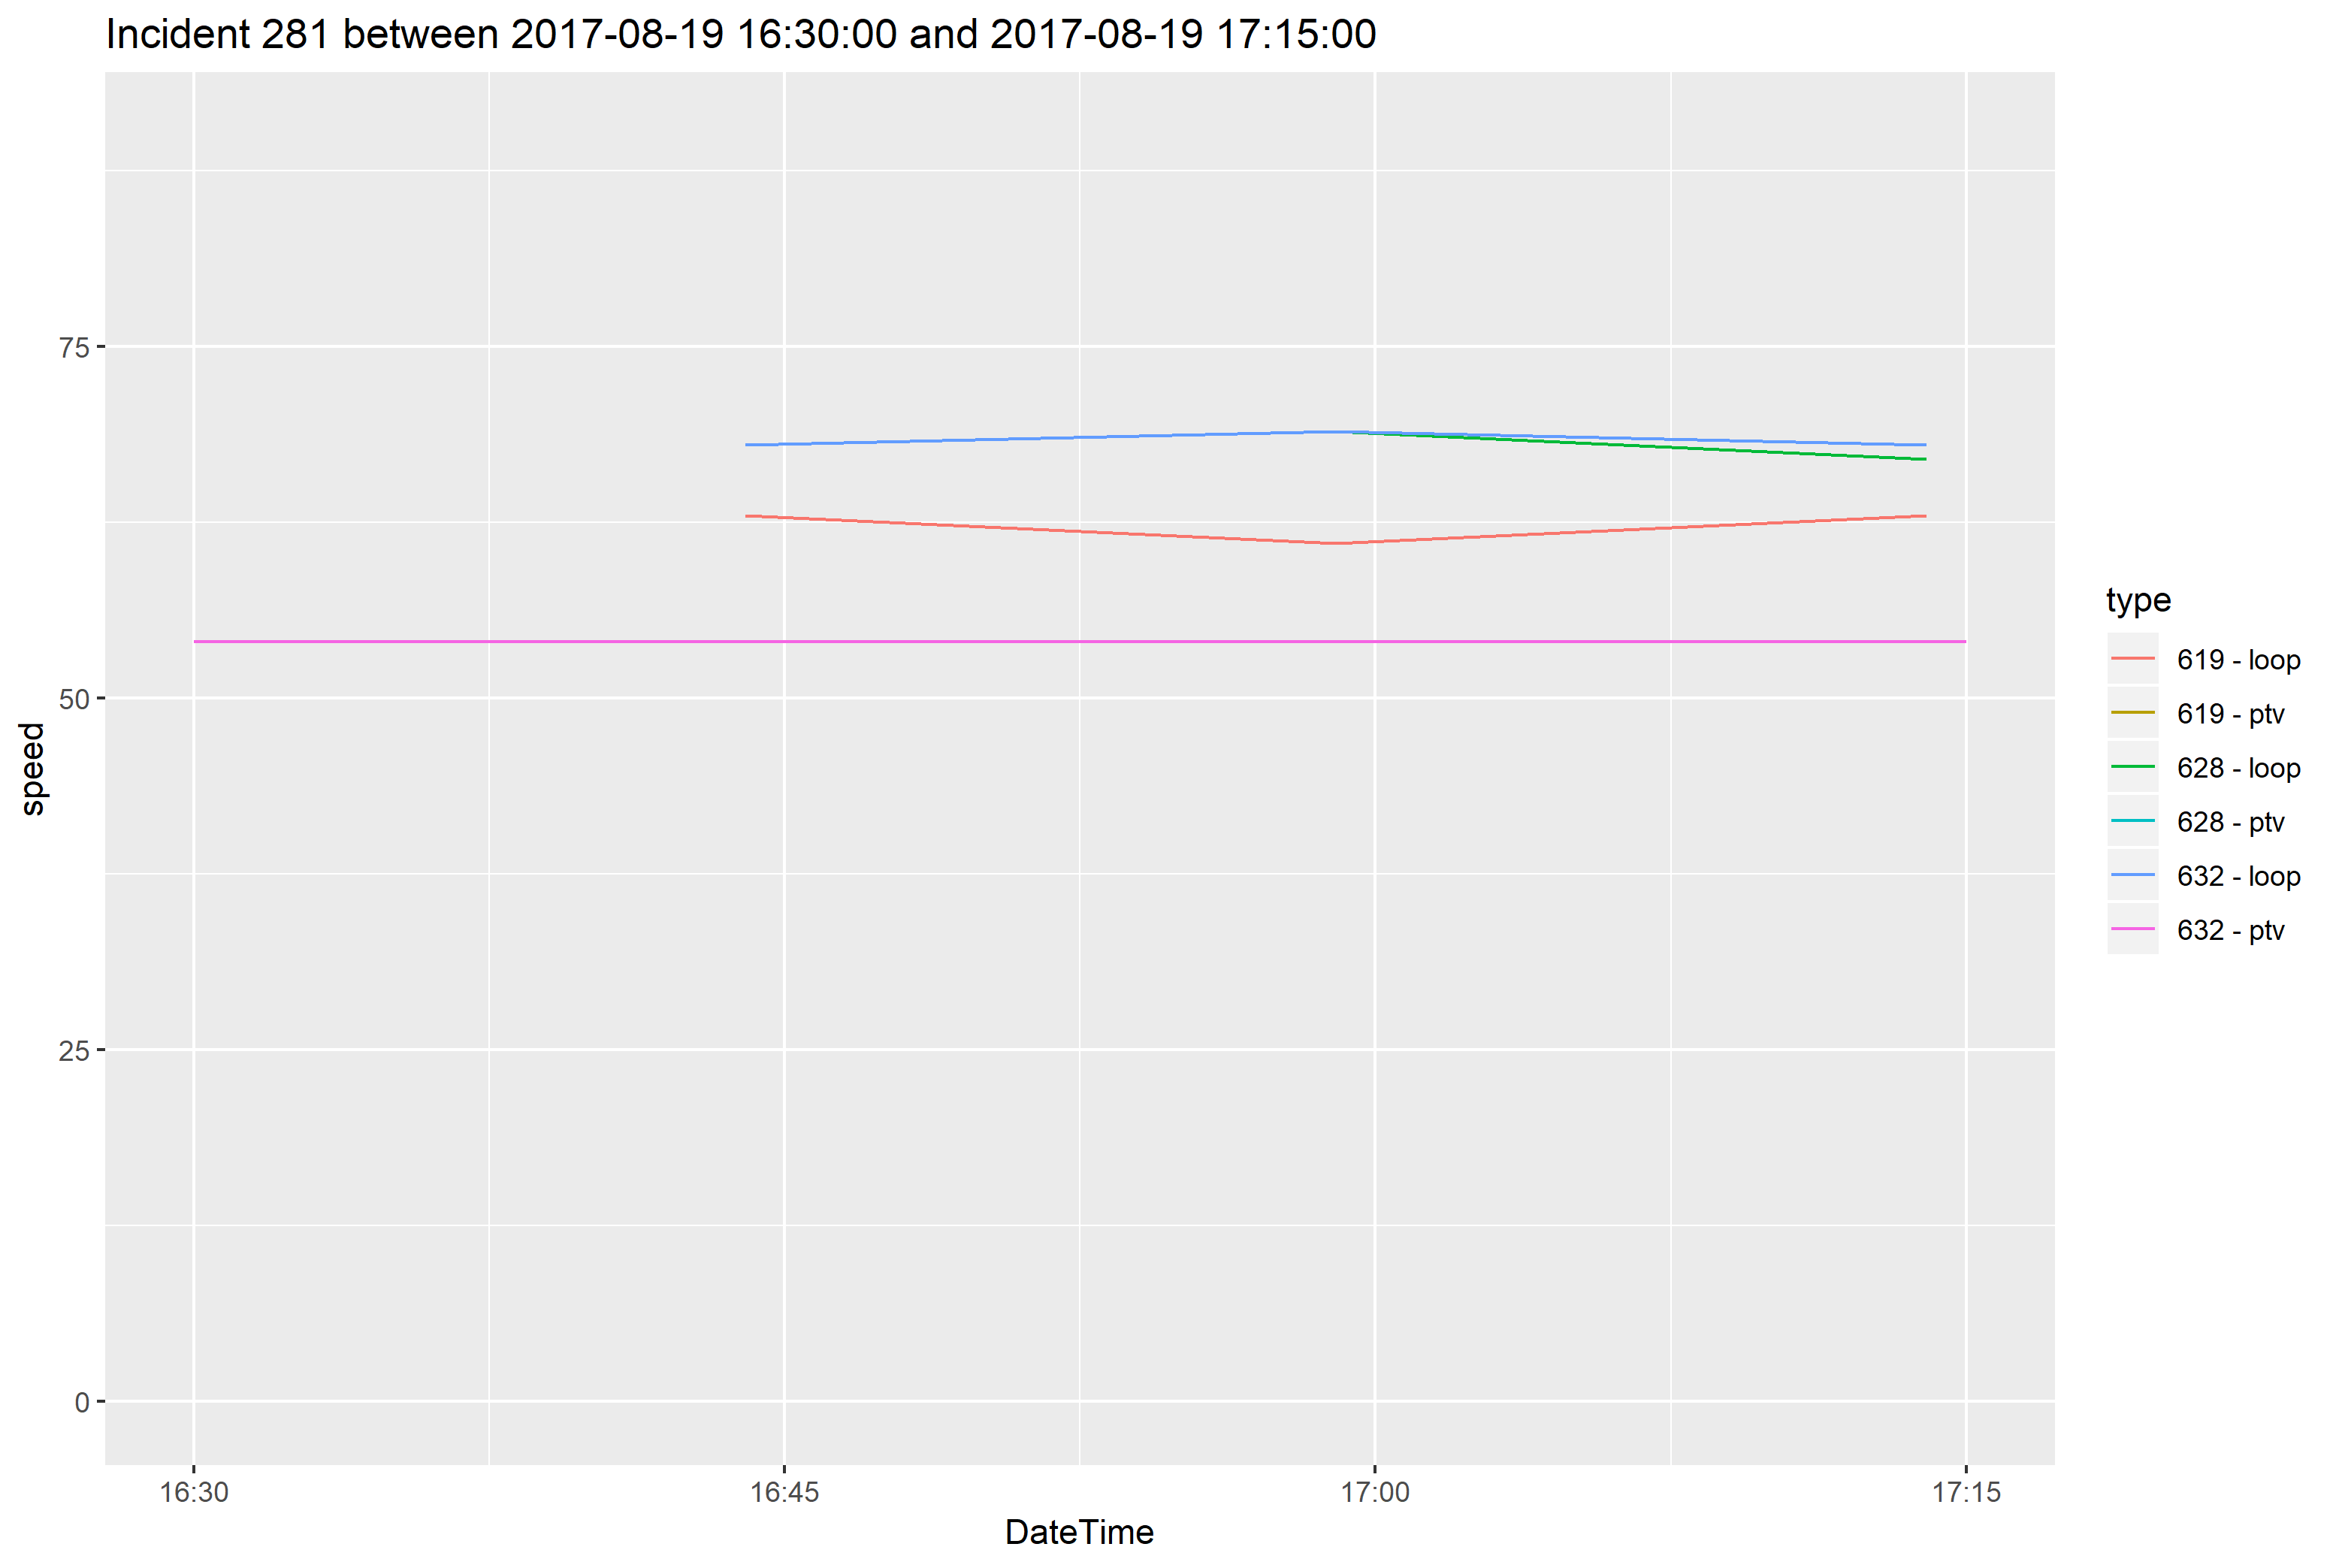 Incident 281 between 2017-08-19 16:30:00 and 2017-08-19 17:15:00
75
50
25
0
speed
16:30
16:45
17:00
17:15
DateTime
type
619 - loop
619 - ptv
628 - loop
628 - ptv
632 - loop
632 - ptv